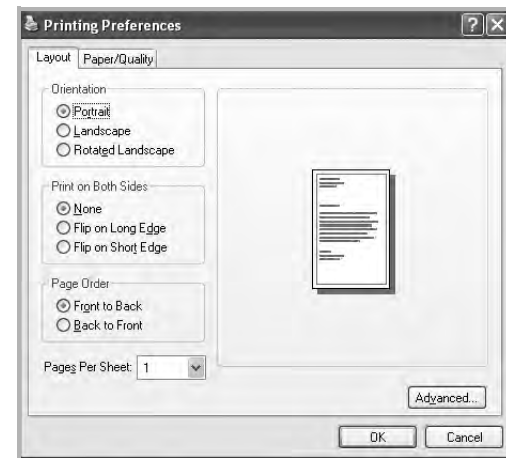 Printing Preferences
Layout Paper/Quality
Orientation
Portrait
Landscape
Rotated Landscape
Print on Both Sides
None
Flip on Long Edge
Flip on Short Edge
Page Order
Front to Back
Back to Front
Pages Per Sheet: 1
Advanced...
OK Cancel